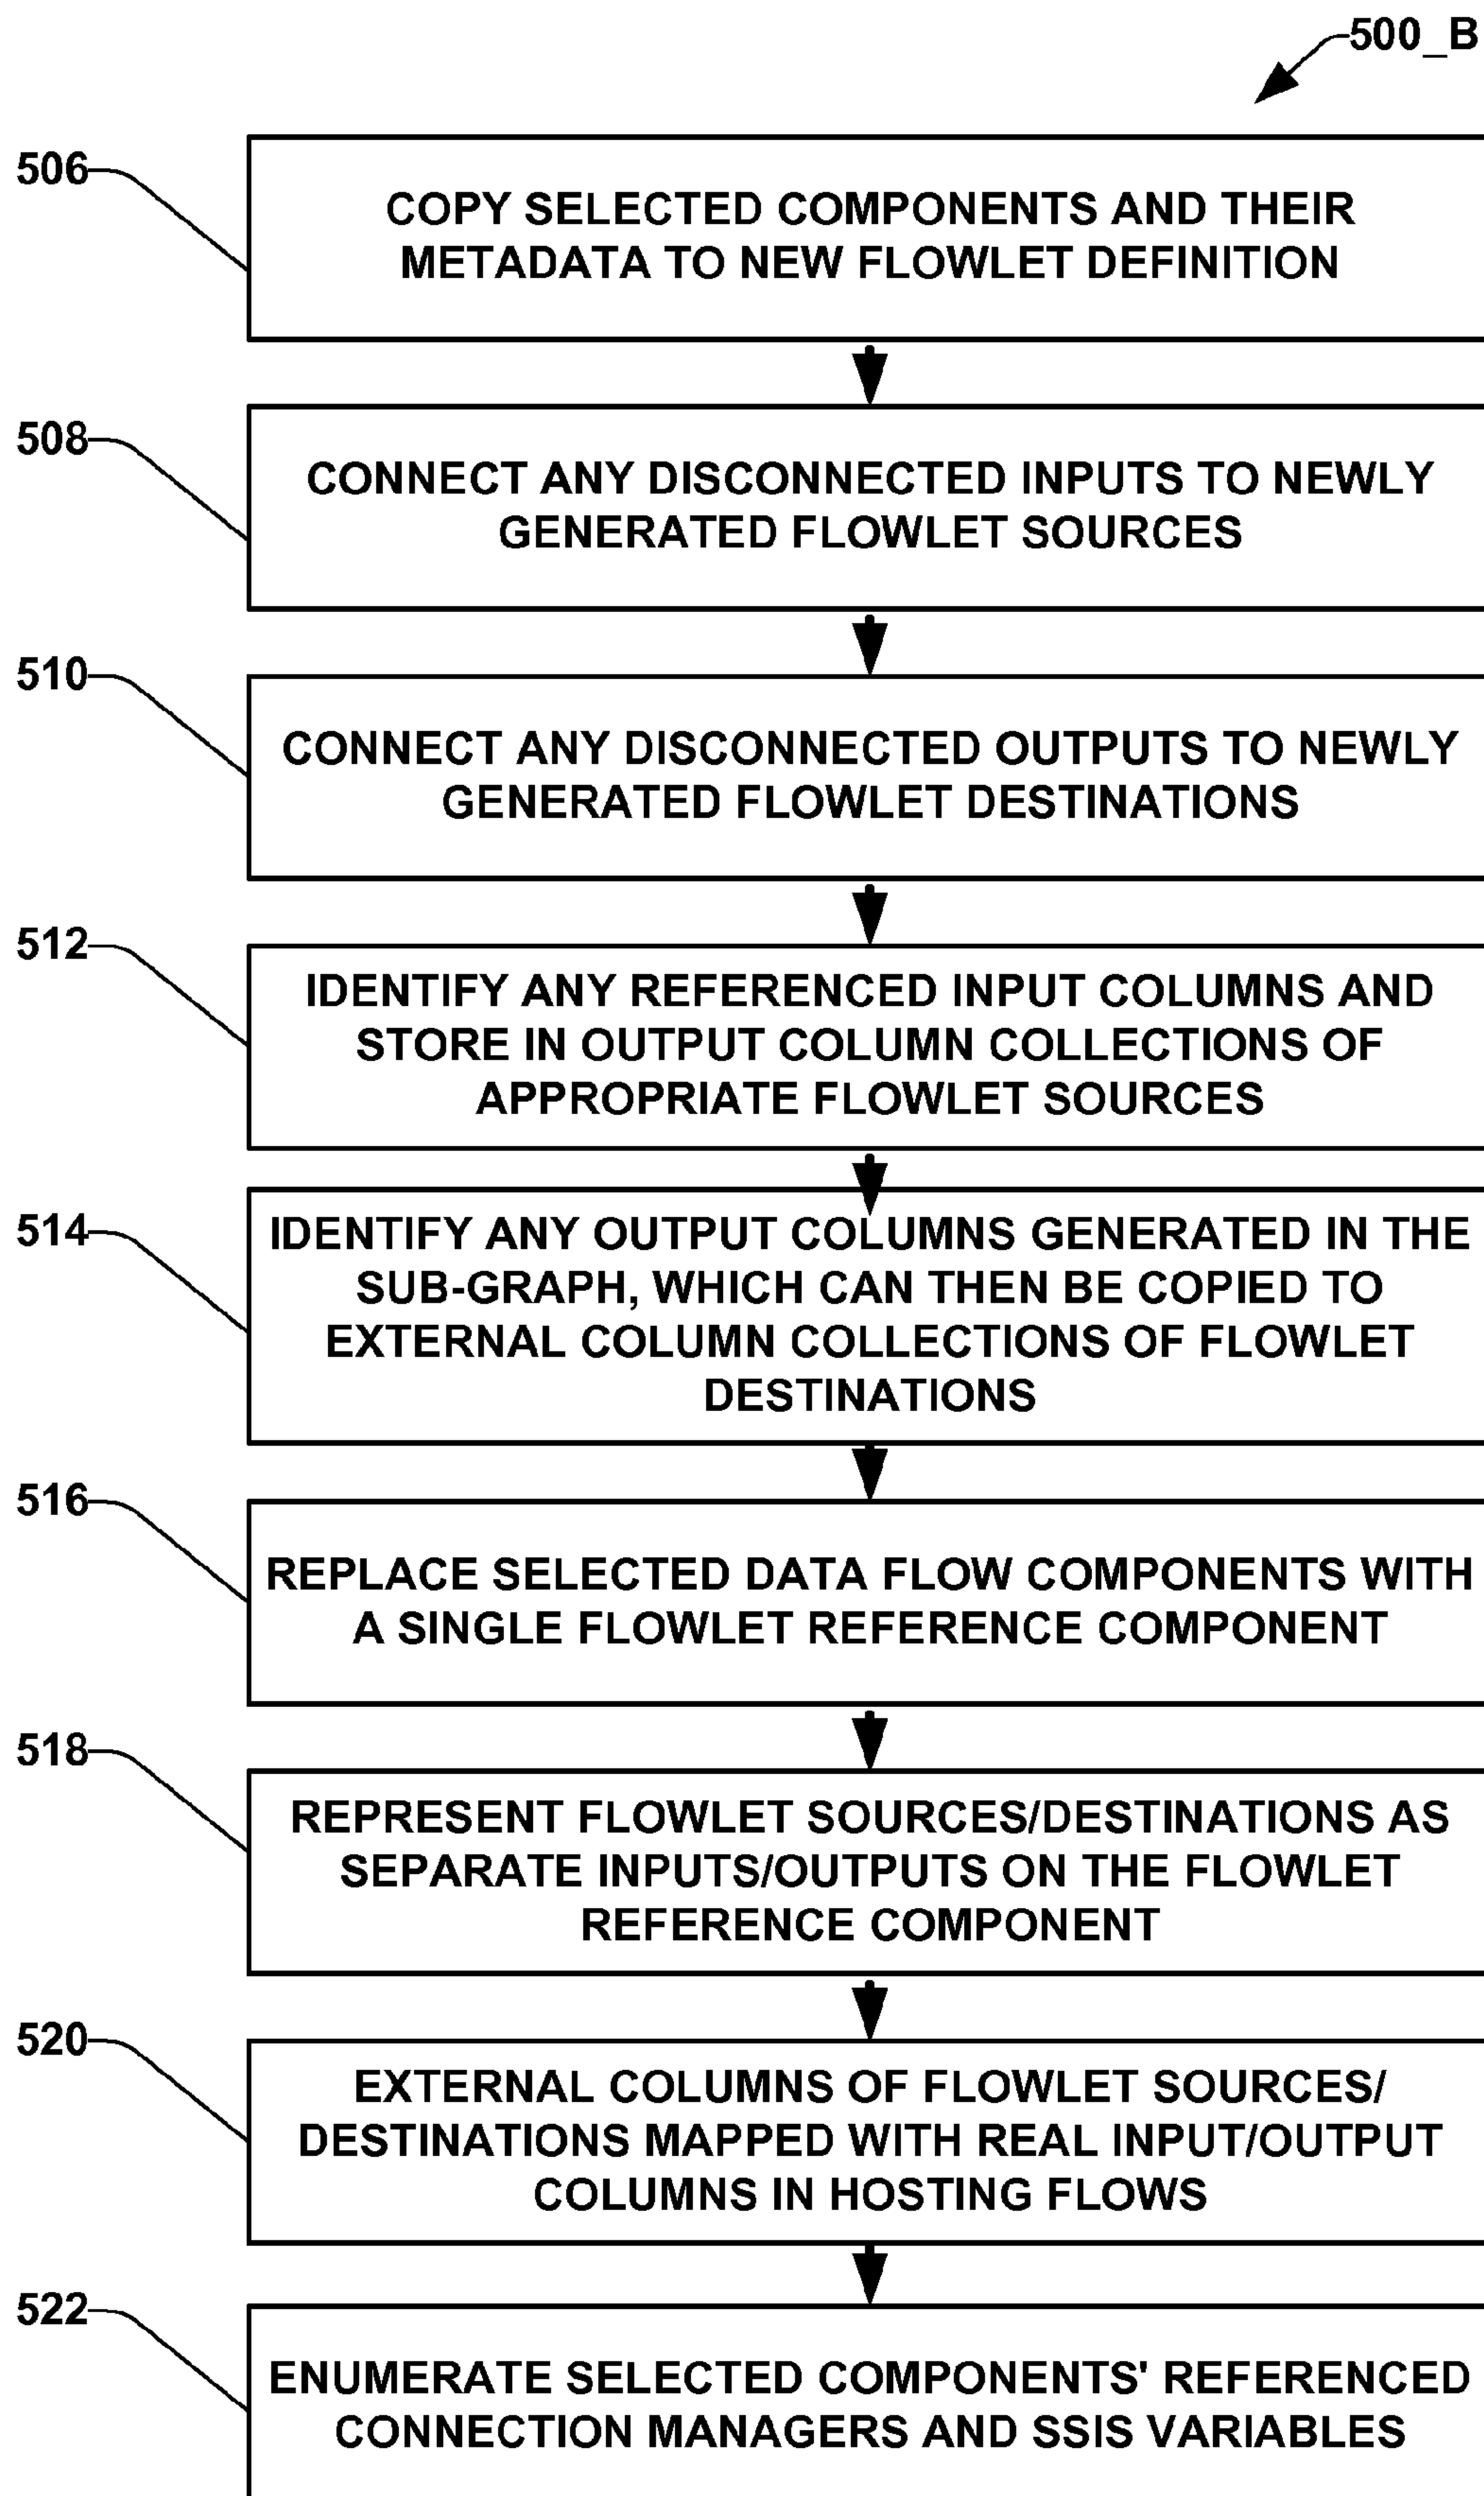 500_B
506
COPY SELECTED COMPONENTS AND THEIR
METADATA TO NEW FLOWLET DEFINITION
508
CONNECT ANY DISCONNECTED INPUTS TO NEWLY
GENERATED FLOWLET SOURCES
510
CONNECT ANY DISCONNECTED OUTPUTS TO NEWLY
GENERATED FLOWLET DESTINATIONS
512
IDENTIFY ANY REFERENCED INPUT COLUMNS AND
STORE IN OUTPUT COLUMN COLLECTIONS OF
APPROPRIATE FLOWLET SOURCES
514
IDENTIFY ANY OUTPUT COLUMNS GENERATED IN THE
SUB-GRAPH, WHICH CAN THEN BE COPIED TO
EXTERNAL COLUMN COLLECTIONS OF FLOWLET
DESTINATIONS
516
REPLACE SELECTED DATA FLOW COMPONENTS WITH
A SINGLE FLOWLET REFERENCE COMPONENT
518
REPRESENT FLOWLET SOURCES/DESTINATIONS AS
SEPARATE INPUTS/OUTPUTS ON THE FLOWLET
REFERENCE COMPONENT
520
EXTERNAL COLUMNS OF FLOWLET SOURCES/
DESTINATIONS MAPPED WITH REAL INPUT/OUTPUT
COLUMNS IN HOSTING FLOWS
522
ENUMERATE SELECTED COMPONENTS' REFERENCED
CONNECTION MANAGERS AND SSIS VARIABLES